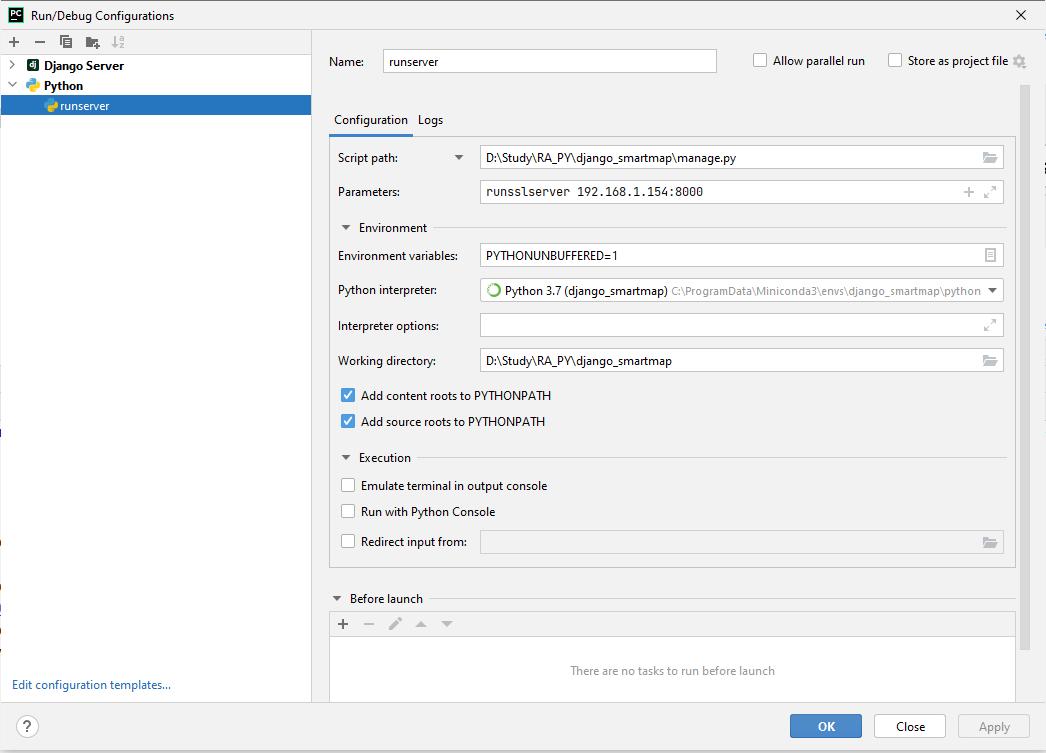 PC Run/Debug Configurations
Django Server
Python
runserver
Edit configuration templates...
Name: runserver
Allow parallel run
Store as project file
Configuration Logs
Script path: D:\Study\RA_PY\django_smartmap\manage.py
Parameters: runsslserver 192.168.1.154:8000
Environment
Environment variables: PYTHONUNBUFFERED=1
Python interpreter: Python 3.7 (django_smartmap) C:\ProgramData\Miniconda3\envs\django_smartmap\python
Interpreter options:
Working directory: D:\Study\RA_PY\django_smartmap
Add content roots to PYTHONPATH
Add source roots to PYTHONPATH
Execution
Emulate terminal in output console
Run with Python Console
Redirect input from:
Before launch
There are no tasks to run before launch
? OK Close Apply